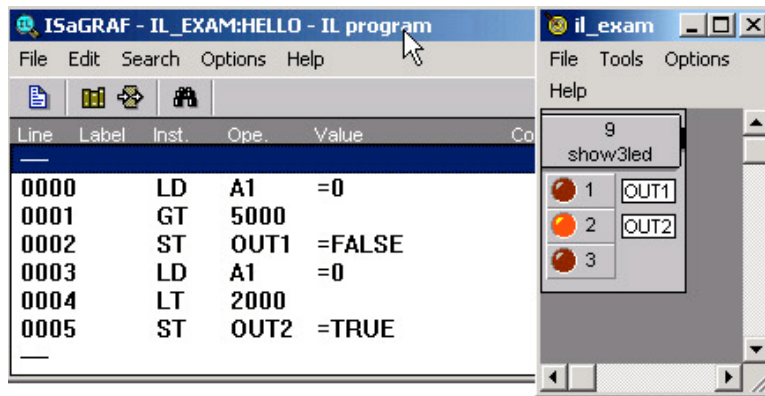 ISaGRAF - IL_EXAM:HELLO - IL program
File Edit Search Options Help
Line Label Inst. Ope. Value Co
0000 LD A1 =0
0001 GT 5000
0002 ST OUT1 =FALSE
0003 LD A1 =0
0004 LT 2000
0005 ST OUT2 =TRUE
il_exam
File Tools Options
Help
9
show3led
1 OUT1
2 OUT2
3